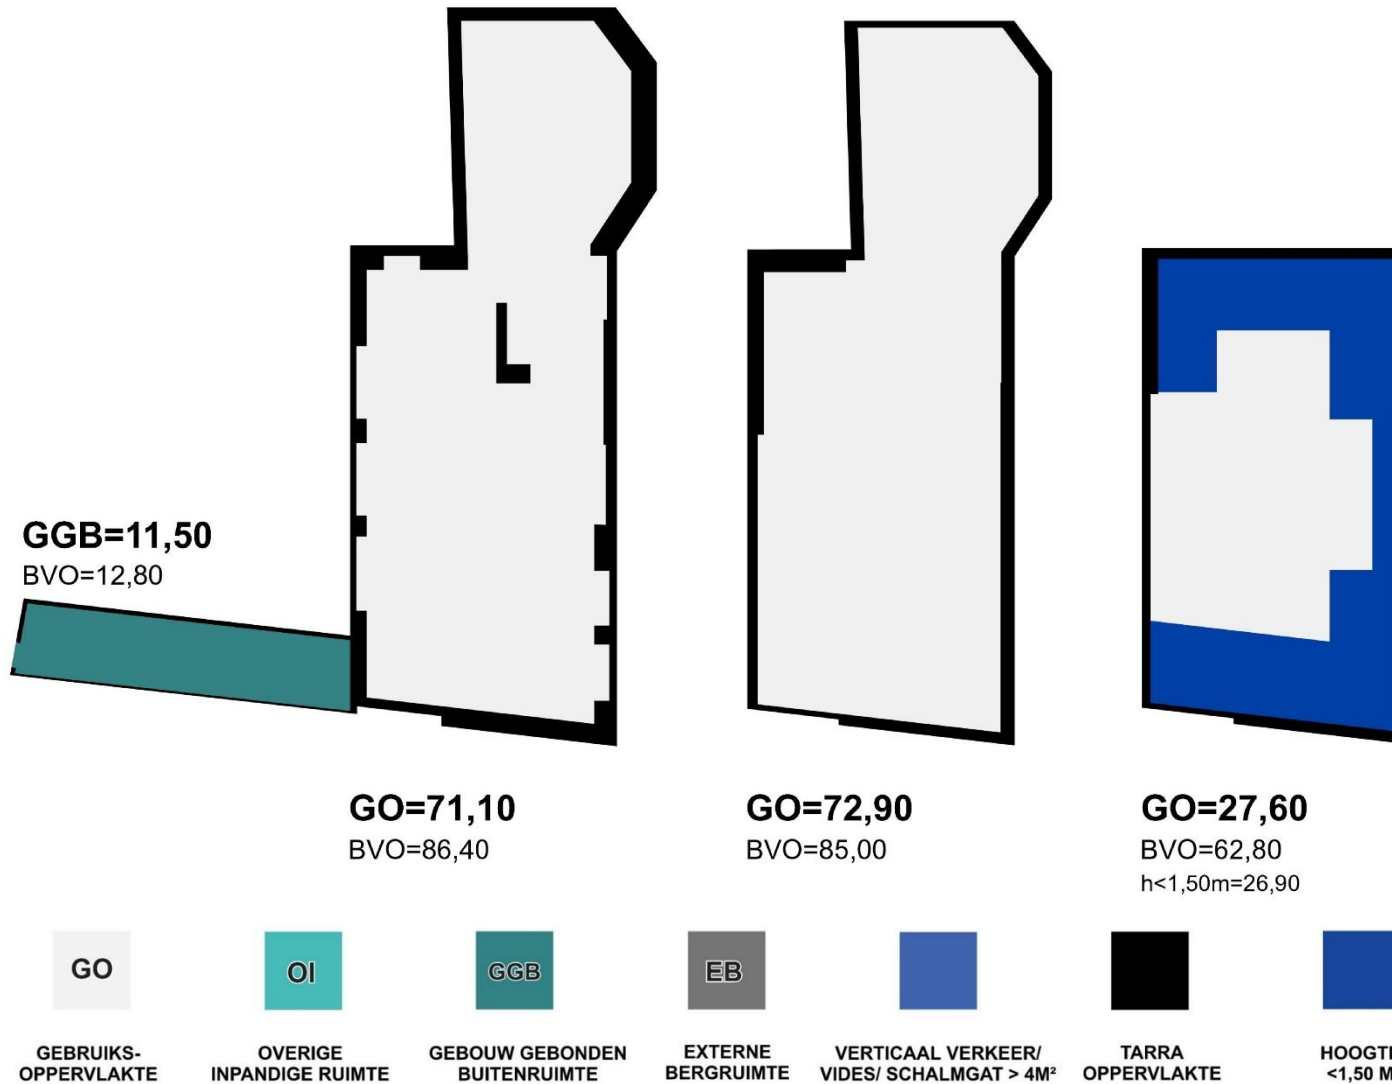 GGB=11,50
BVO=12,80
GO=71,10
BVO=86,40
GO=72,90
BVO=85,00
GO=27,60
BVO=62,80
h<1,50m=26,90
GO
OI
GGB
EB
GEBRUIKS-
OPPERVLAKTE
OVERIGE
INPANDIGE RUIMTE
GEBOUW GEBONDEN
BUITENRUIMTE
EXTERNE
BERGRUIMTE
VERTICAAL VERKEER/
VIDES/ SCHALMGAT > 4M²
TARRA
OPPERVLAKTE
<1,50